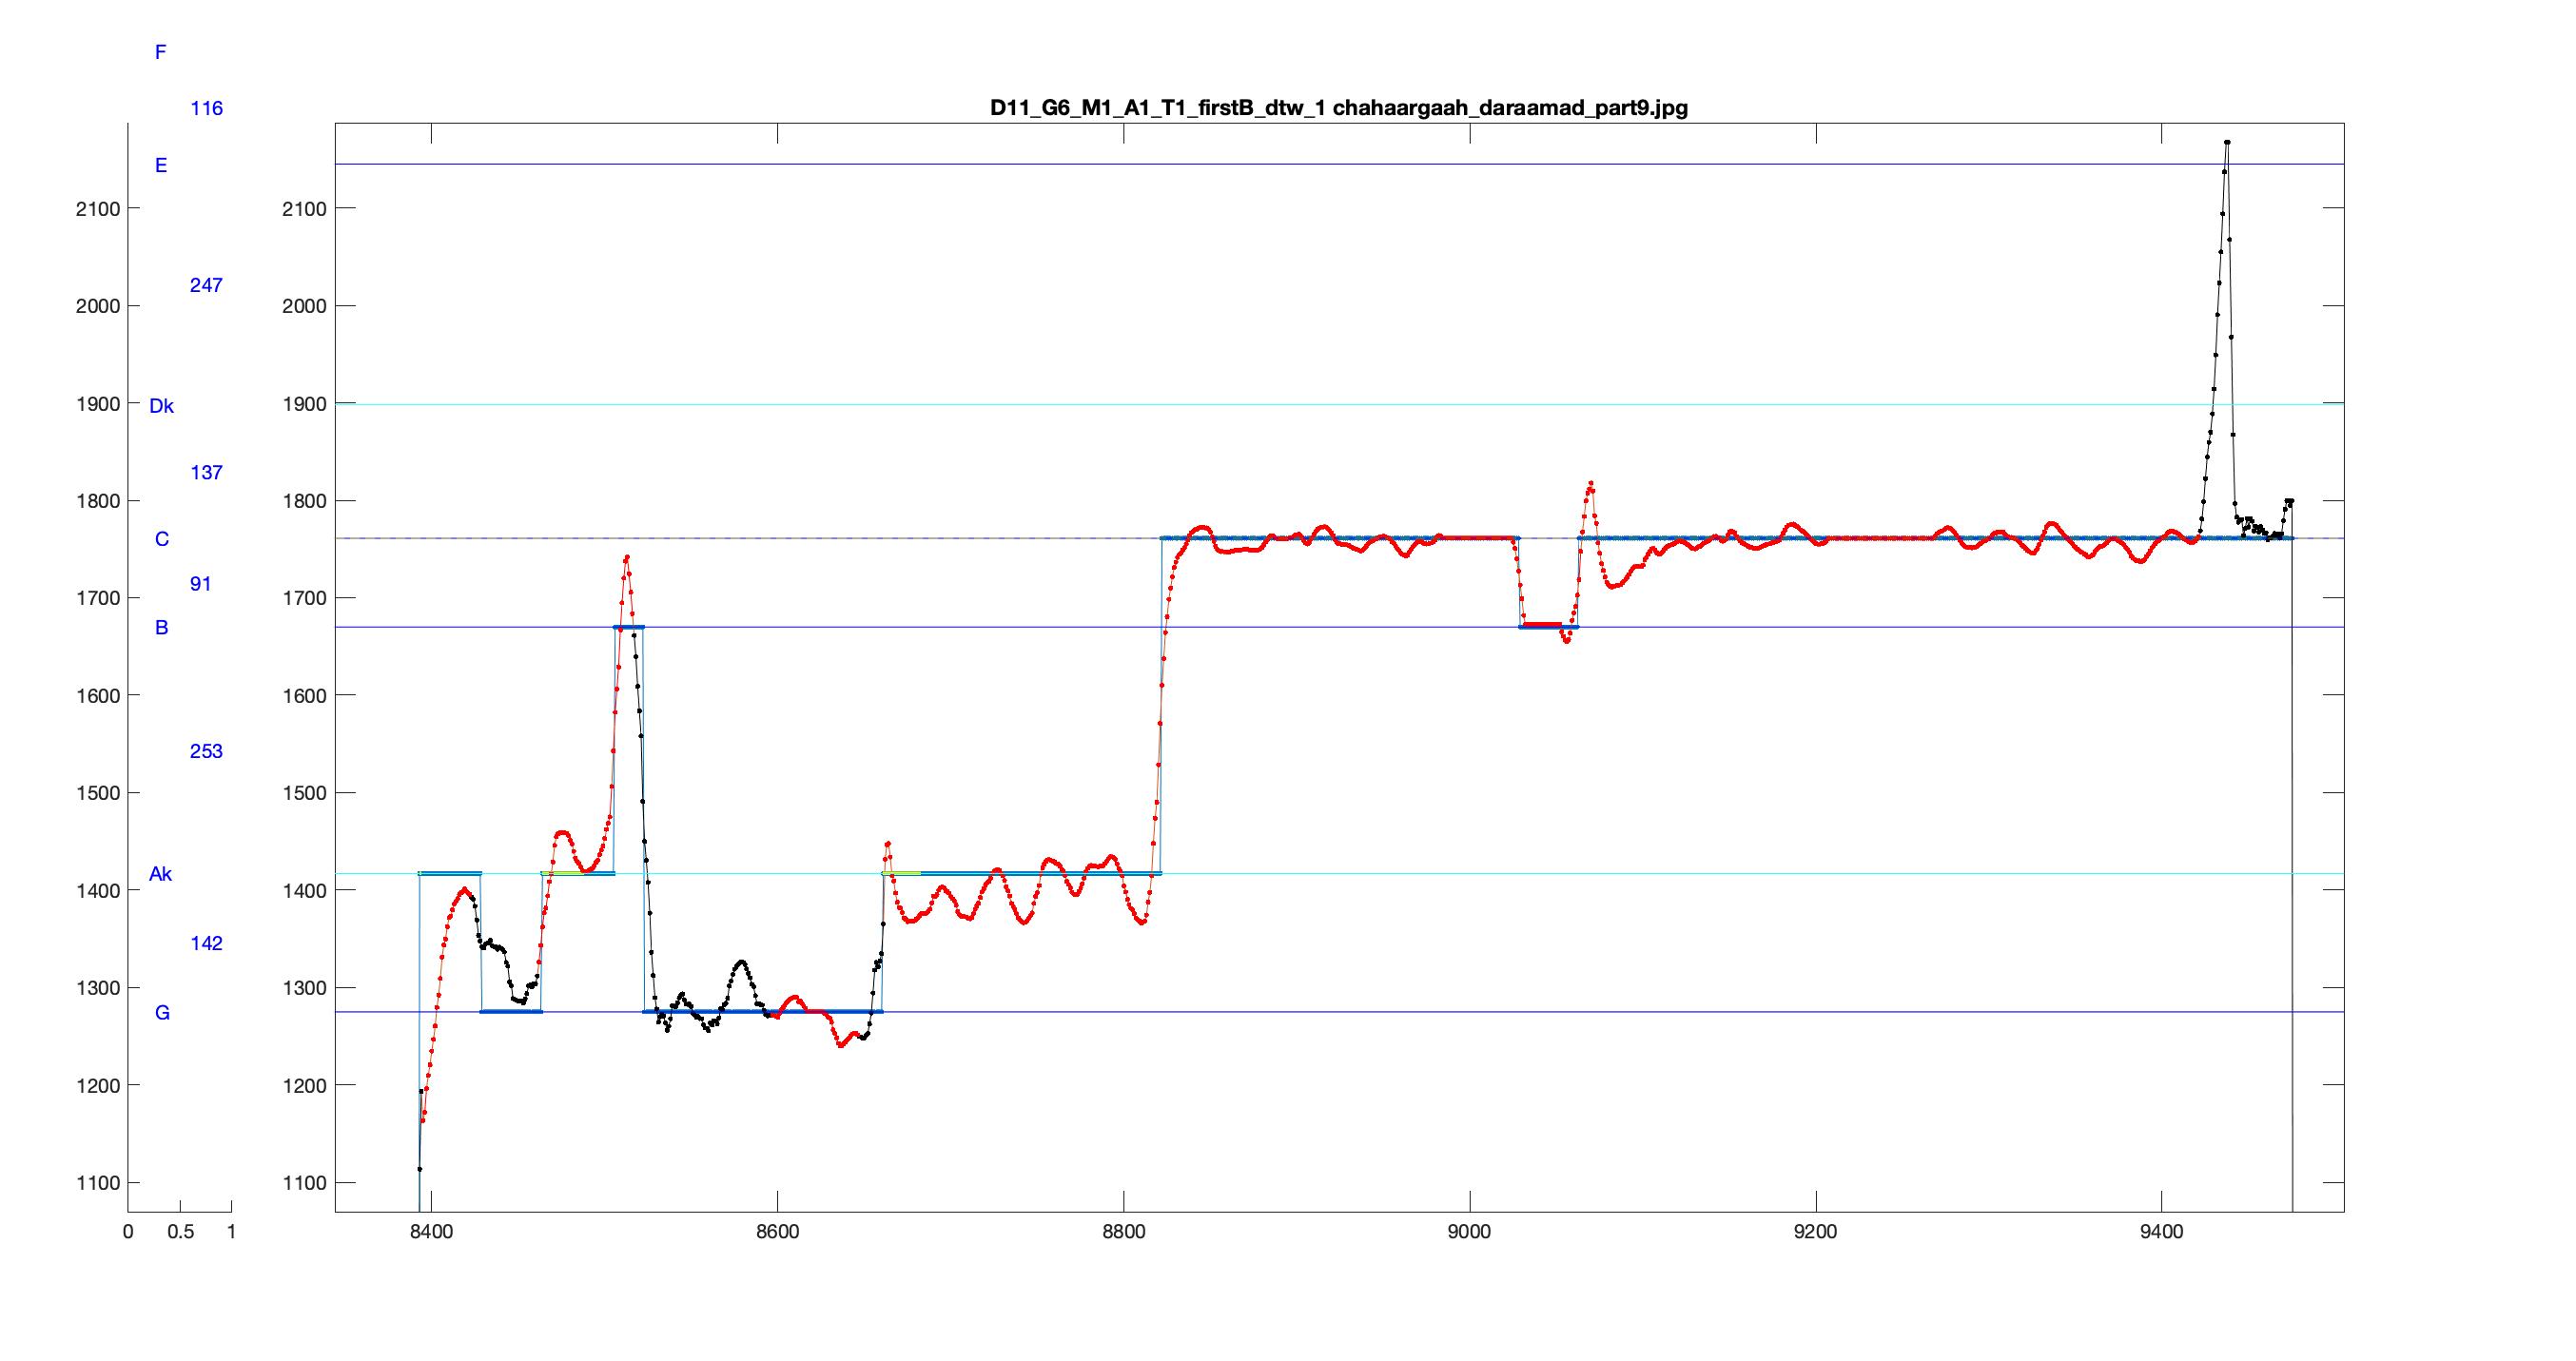 F
116
D11_G6_M1_A1_T1_firstB_dtw_1 chahaargaah_daraamad_part9.jpg
E
2100 2100
247
2000 2000
1900 Dk 1900
137
1800 1800
C
91
1700 1700
B
1600 1600
253
1500 1500
Ak
1400 1400
142
1300 1300
G
1200 1200
1100 1100
0 0.5 1 8400 8600 8800 9000 9200 9400